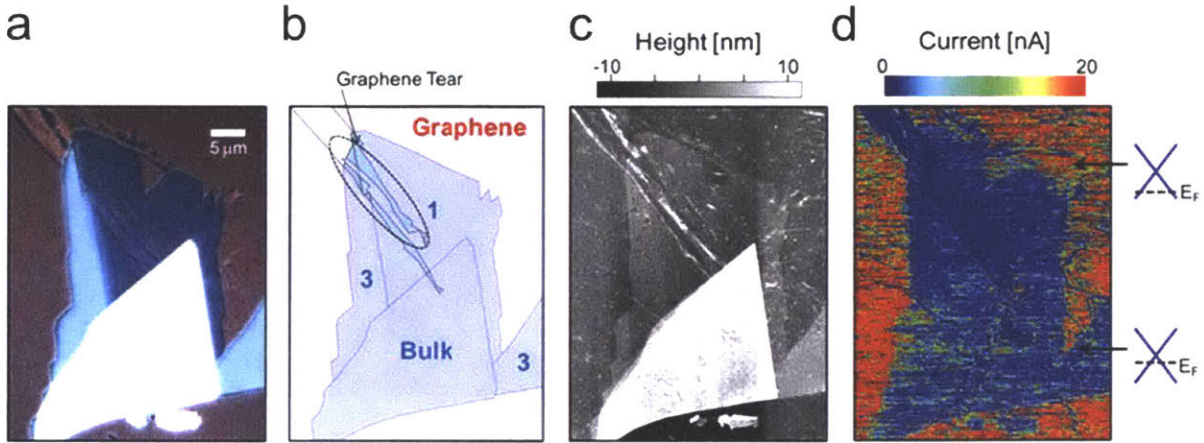 a
b
c
d
Height [nm]
-10
10
Current [nA]
0
20
Graphene Tear
5 μm
Graphene
1
3
Bulk
3
E_F
E_F